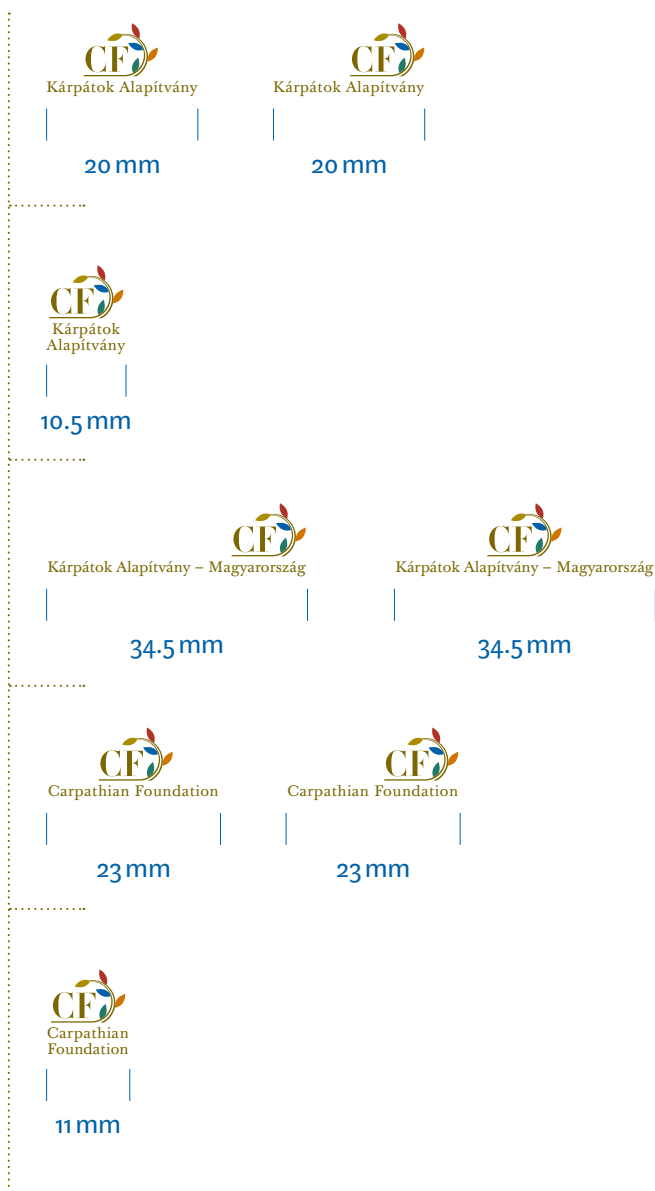 CF CF
Kárpátok Alapítvány Kárpátok Alapítvány
20 mm 20 mm
CF
Kárpátok
Alapítvány
10.5 mm
CF CF
Kárpátok Alapítvány – Magyarország Kárpátok Alapítvány – Magyarország
34.5 mm 34.5 mm
CF CF
Carpathian Foundation Carpathian Foundation
23 mm 23 mm
CF
Carpathian
Foundation
11 mm